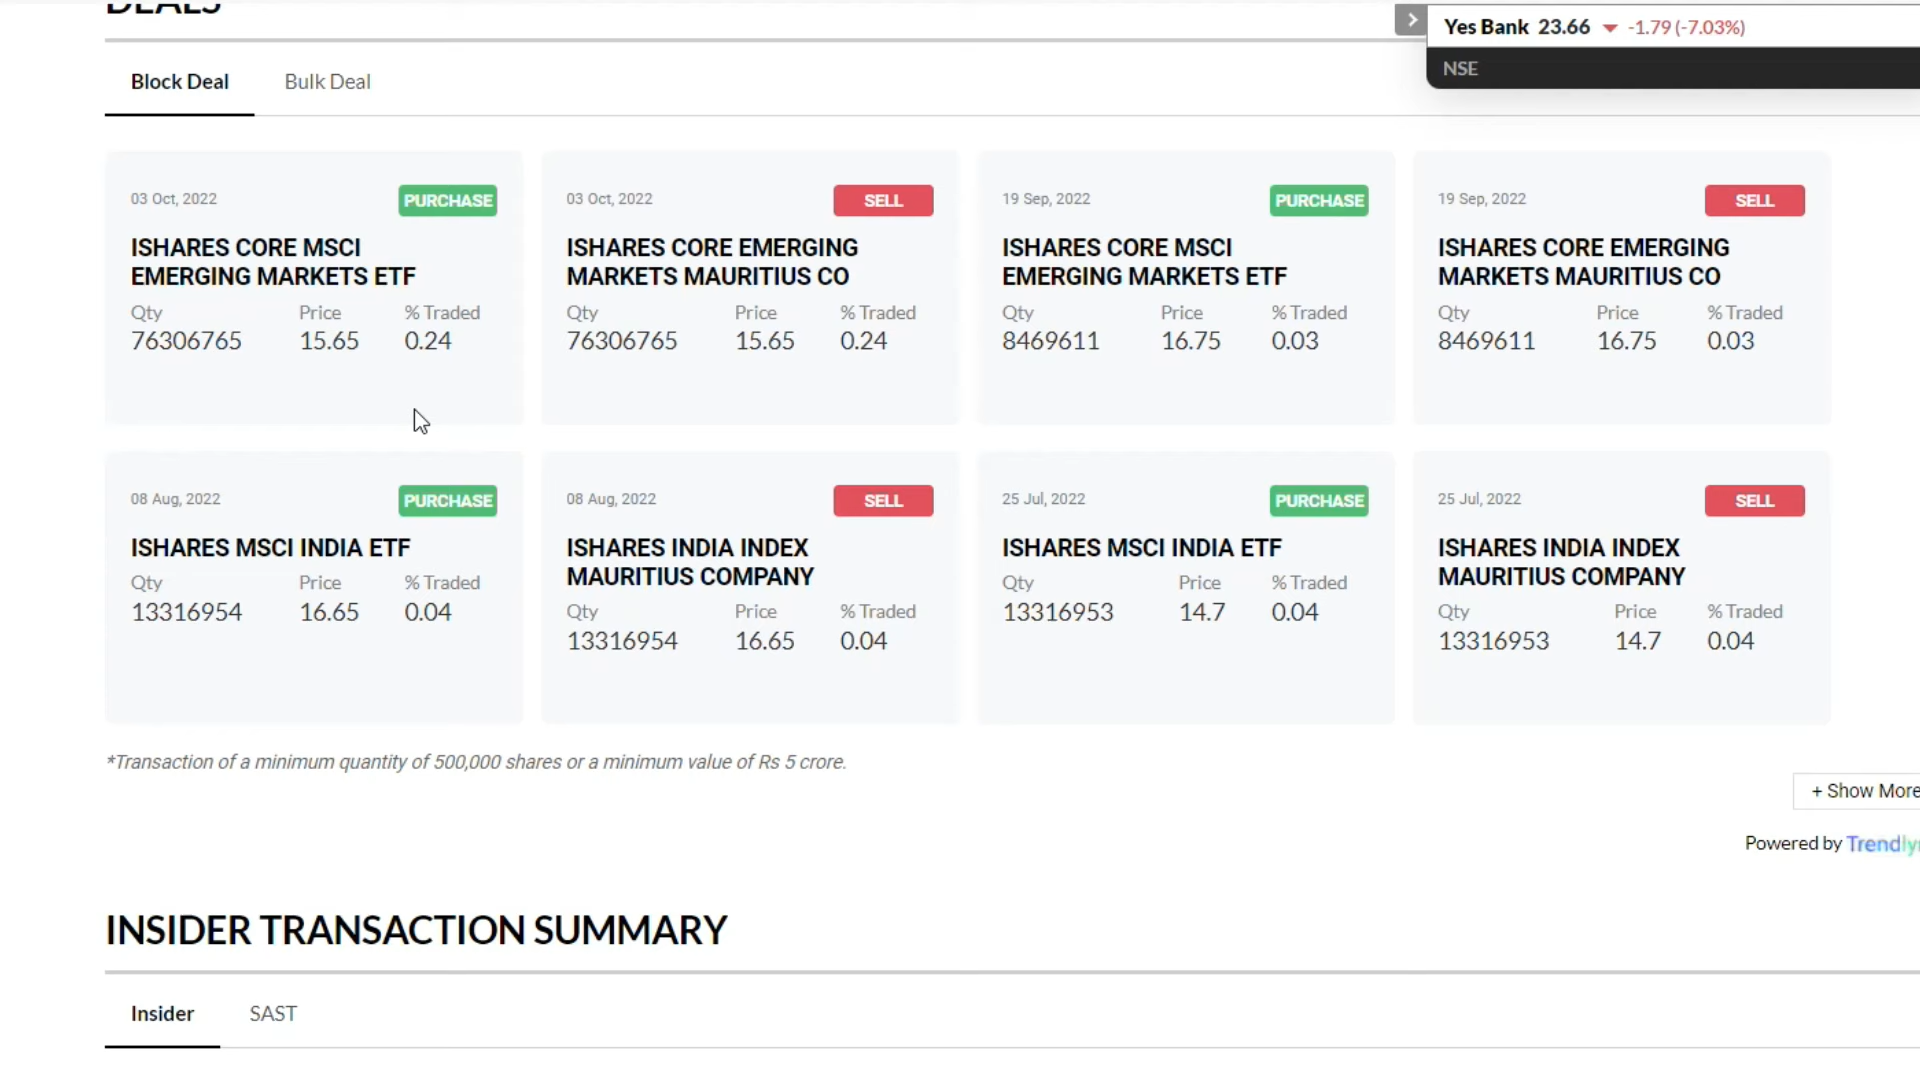 DEALS
Yes Bank 23.66 -1.79 (-7.03%)
NSE
Block Deal Bulk Deal
03 Oct, 2022 PURCHASE
ISHARES CORE MSCI
EMERGING MARKETS ETF
Qty Price % Traded
76306765 15.65 0.24
03 Oct, 2022 SELL
ISHARES CORE EMERGING
MARKETS MAURITIUS CO
Qty Price % Traded
76306765 15.65 0.24
19 Sep, 2022 PURCHASE
ISHARES CORE MSCI
EMERGING MARKETS ETF
Qty Price % Traded
8469611 16.75 0.03
19 Sep, 2022 SELL
ISHARES CORE EMERGING
MARKETS MAURITIUS CO
Qty Price % Traded
8469611 16.75 0.03
08 Aug, 2022 PURCHASE
ISHARES MSCI INDIA ETF
Qty Price % Traded
13316954 16.65 0.04
08 Aug, 2022 SELL
ISHARES INDIA INDEX
MAURITIUS COMPANY
Qty Price % Traded
13316954 16.65 0.04
25 Jul, 2022 PURCHASE
ISHARES MSCI INDIA ETF
Qty Price % Traded
13316953 14.7 0.04
25 Jul, 2022 SELL
ISHARES INDIA INDEX
MAURITIUS COMPANY
Qty Price % Traded
13316953 14.7 0.04
*Transaction of a minimum quantity of 500,000 shares or a minimum value of Rs 5 crore.
+ Show More
Powered by Trendly
INSIDER TRANSACTION SUMMARY
Insider SAST